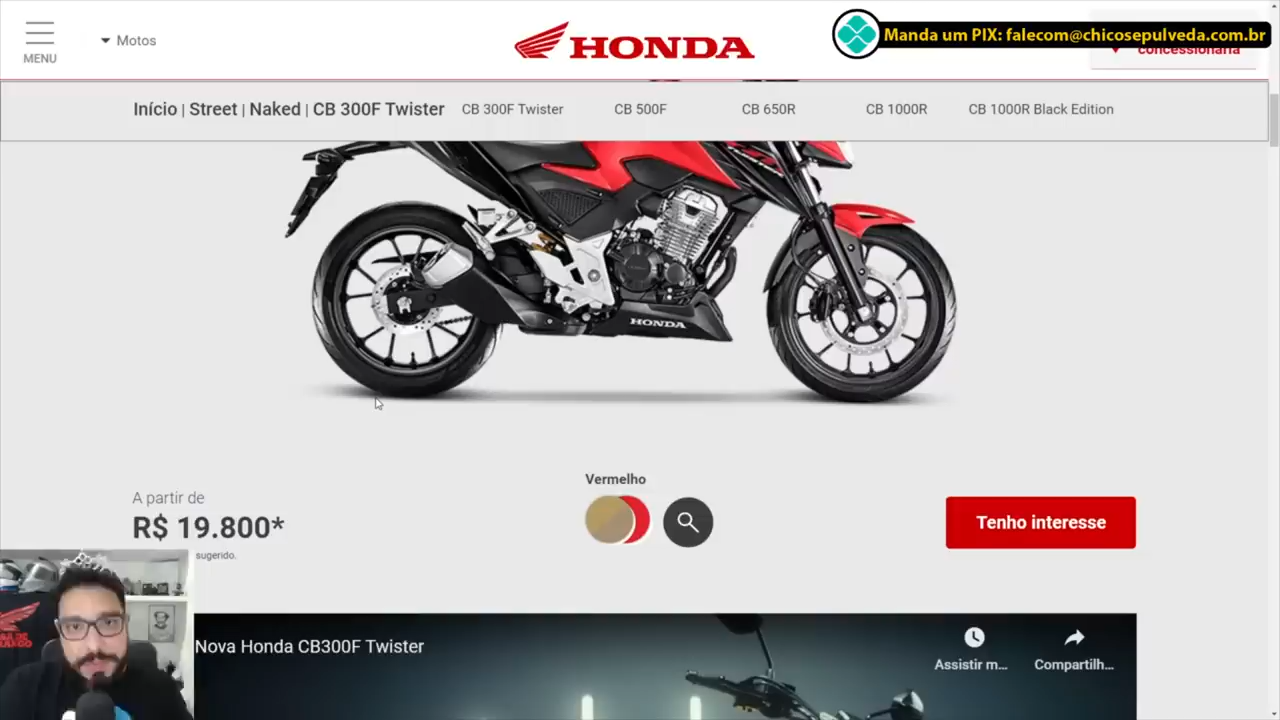 MENU
Motos
HONDA
Manda um PIX: falecom@chicosepulveda.com.br
concessionária
Início | Street | Naked | CB 300F Twister
CB 300F Twister
CB 500F
CB 650R
CB 1000R
CB 1000R Black Edition
HONDA
Vermelho
A partir de
R$ 19.800*
sugerido.
Tenho interesse
Nova Honda CB300F Twister
Assistir m...
Compartilh...